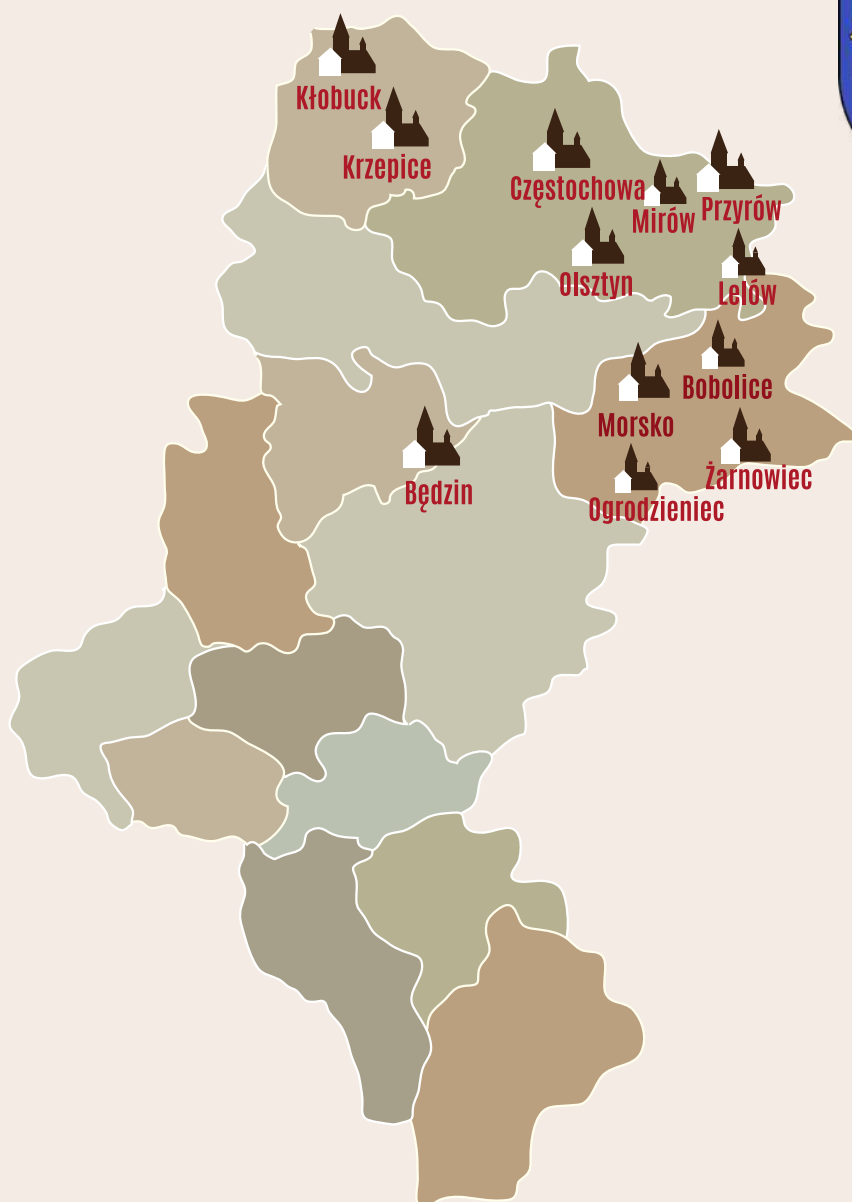 Kłobuck
Krzepice
Częstochowa
Mirów
Przyrów
Olsztyn
Lelów
Bobolice
Morsko
Żarnowiec
Będzin
Ogrodzieniec